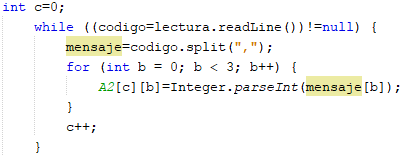 int c=0;
while ((codigo=lectura.readLine())!=null) {
mensaje=codigo.split(",");
for (int b = 0; b < 3; b++) {
A2[c][b]=Integer.parseInt(mensaje[b]);
}
c++;
}